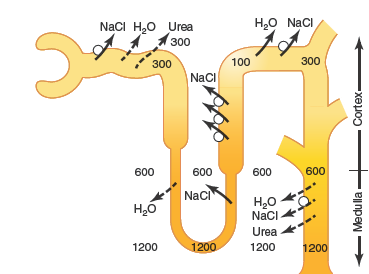 NaCl H₂O Urea
300
300
NaCl
H₂O NaCl
100
300
Cortex
600
600
600
600
H₂O
NaCl
H₂O
NaCl
Urea
Medulla
1200
1200
1200
1200